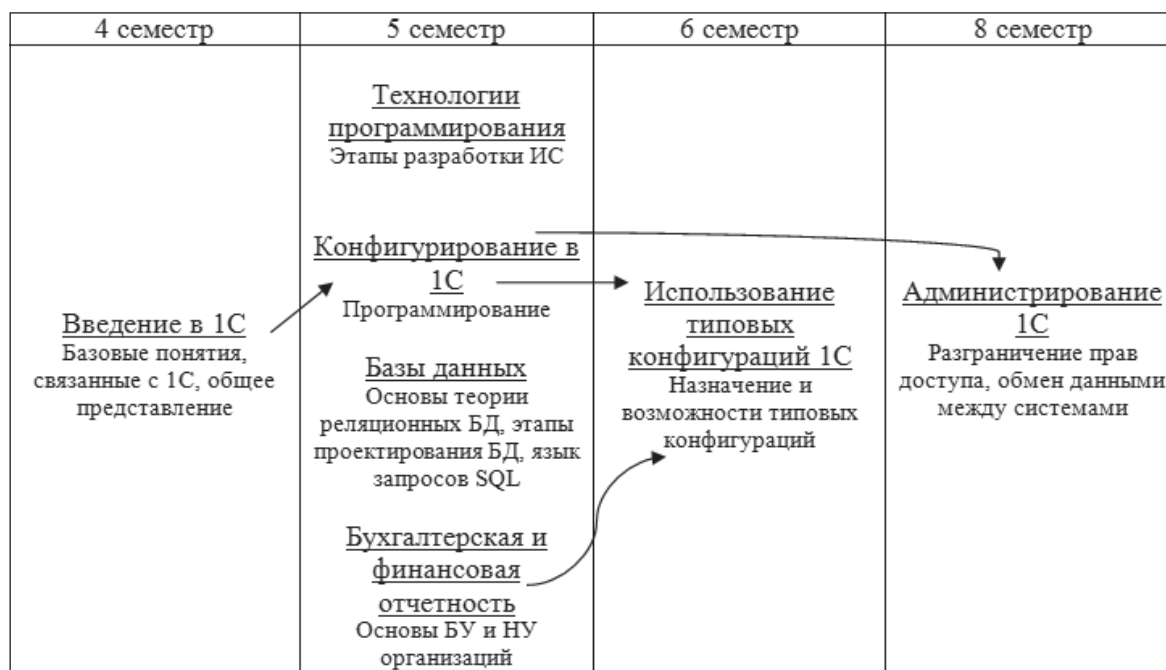 4 семестр
5 семестр
6 семестр
8 семестр
Введение в 1С
Базовые понятия,
связанные с 1С, общее
представление
Технологии
программирования
Этапы разработки ИС
Конфигурирование в
1С
Программирование
Базы данных
Основы теории
реляционных БД, этапы
проектирования БД, язык
запросов SQL
Бухгалтерская и
финансовая
отчетность
Основы БУ и НУ
организаций
Использование
типовых
конфигураций 1С
Назначение и
возможности типовых
конфигураций
Администрирование
1С
Разграничение прав
доступа, обмен данными
между системами